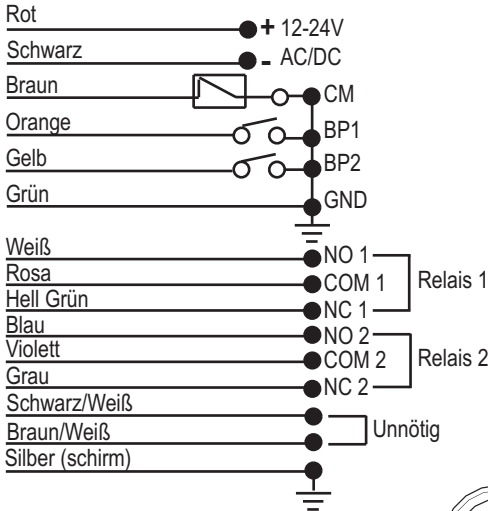 Rot + 12-24V
Schwarz - AC/DC
Braun CM
Orange BP1
Gelb BP2
Grün GND
Weiß NO 1
Rosa COM 1 Relais 1
Hell Grün NC 1
Blau NO 2
Violett COM 2 Relais 2
Grau NC 2
Schwarz/Weiß
Braun/Weiß Unnötig
Silber (schirm)